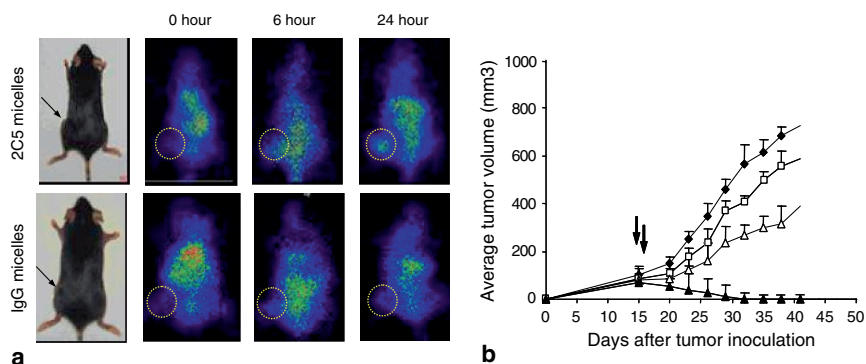 0 hour 6 hour 24 hour
2C5 micelles
IgG micelles
a
Average tumor volume (mm3)
1000
800
600
400
200
0
0 5 10 15 20 25 30 35 40 45 50
Days after tumor inoculation
b